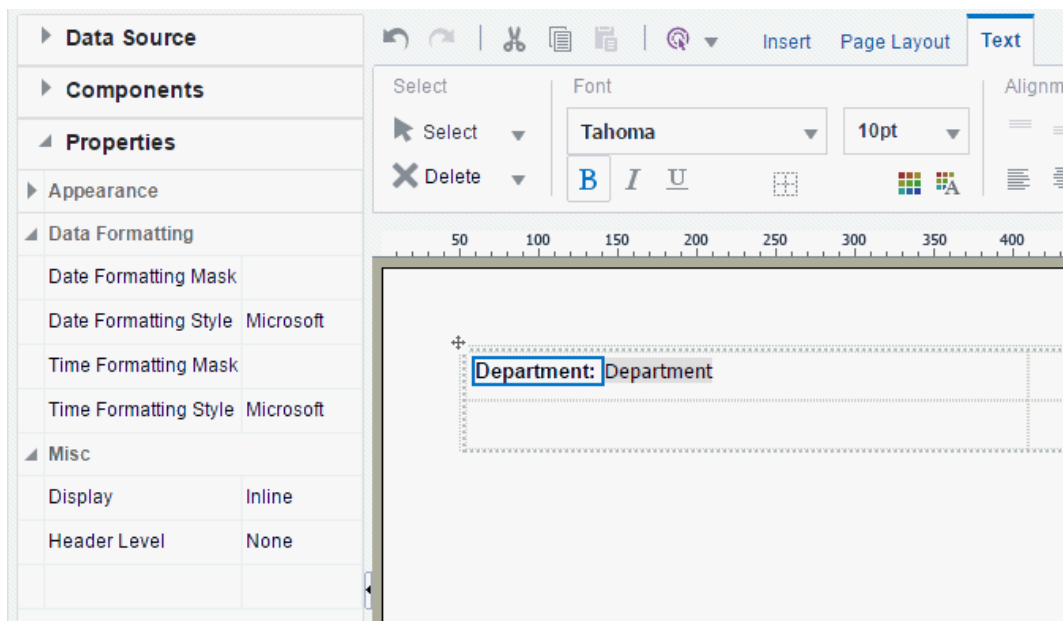 Data Source
Components
Properties
Appearance
Data Formatting
Date Formatting Mask
Date Formatting Style Microsoft
Time Formatting Mask
Time Formatting Style Microsoft
Misc
Display Inline
Header Level None
Insert Page Layout Text
Select Font Alignm
Select Tahoma 10pt
Delete B I U A
50 100 150 200 250 300 350 400
Department: Department